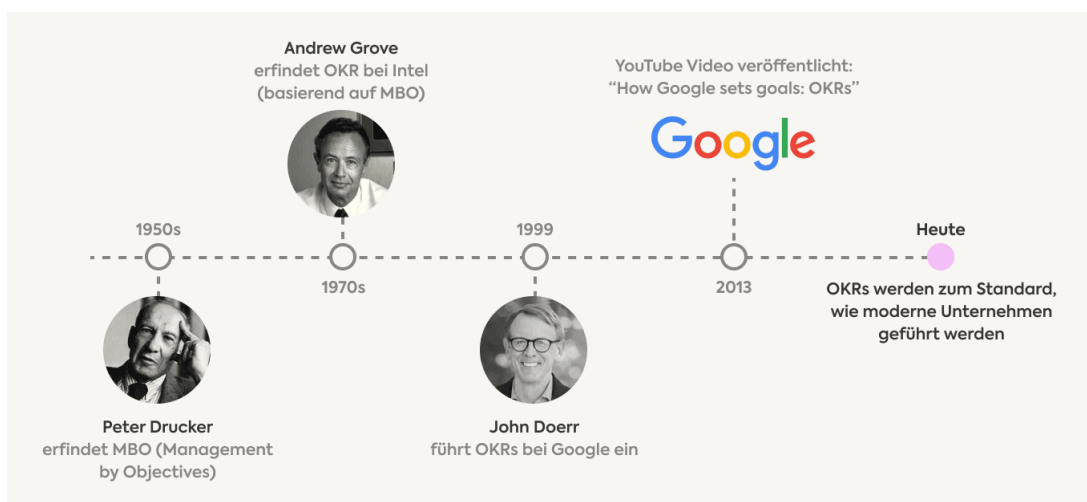 1950s
Peter Drucker
erfindet MBO (Management
by Objectives)
Andrew Grove
erfindet OKR bei Intel
(basierend auf MBO)
1970s
1999
John Doerr
führt OKRs bei Google ein
YouTube Video veröffentlicht:
“How Google sets goals: OKRs”
Google
2013
Heute
OKRs werden zum Standard,
wie moderne Unternehmen
geführt werden